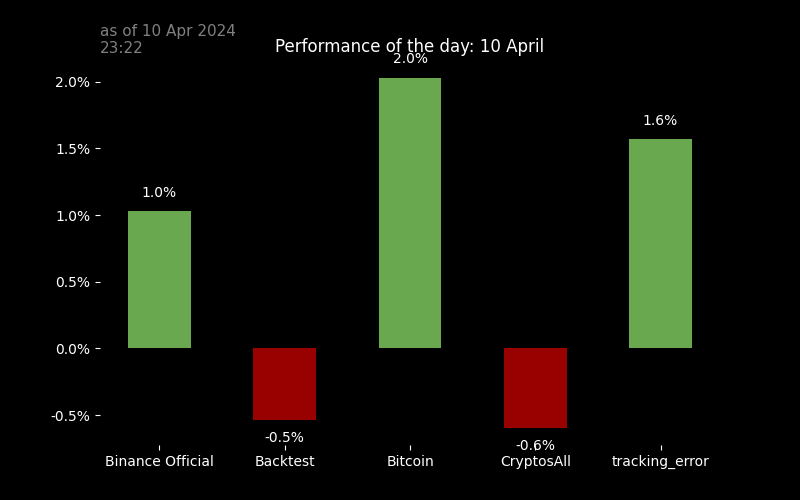 as of 10 Apr 2024
23:22
Performance of the day: 10 April
2.0%
2.0%
1.6%
1.5%
1.0%
1.0%
0.5%
0.0%
-0.5%
-0.5%
-0.6%
Binance Official
Backtest
Bitcoin
CryptosAll
tracking_error